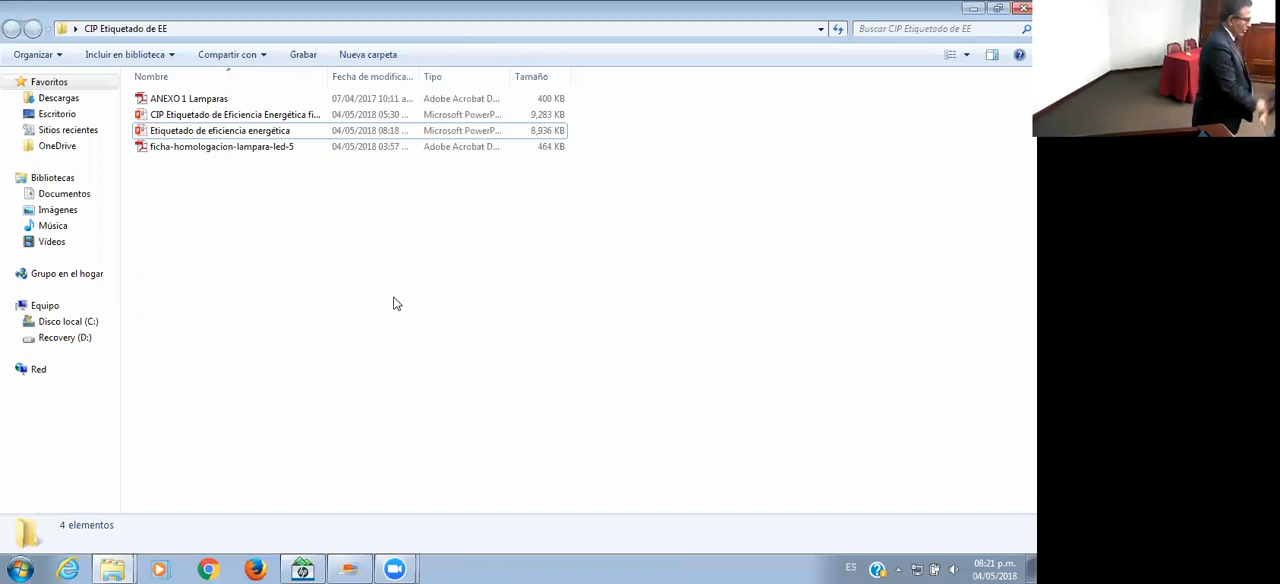 CIP Etiquetado de EE
Buscar CIP Etiquetado de EE
Organizar Incluir en biblioteca Compartir con Grabar Nueva carpeta
Favoritos
Descargas
Escritorio
Sitios recientes
OneDrive
Bibliotecas
Documentos
Imágenes
Música
Vídeos
Grupo en el hogar
Equipo
Disco local (C:)
Recovery (D:)
Red
Nombre Fecha de modifica... Tipo Tamaño
ANEXO 1 Lamparas 07/04/2017 10:11 a... Adobe Acrobat D... 400 KB
CIP Etiquetado de Eficiencia Energética fi... 04/05/2018 05:30 ... Microsoft PowerP... 9,283 KB
Etiquetado de eficiencia energética 04/05/2018 08:18 ... Microsoft PowerP... 8,936 KB
ficha-homologacion-lampara-led-5 04/05/2018 03:57 ... Adobe Acrobat D... 464 KB
4 elementos
ES
08:21 p.m.
04/05/2018